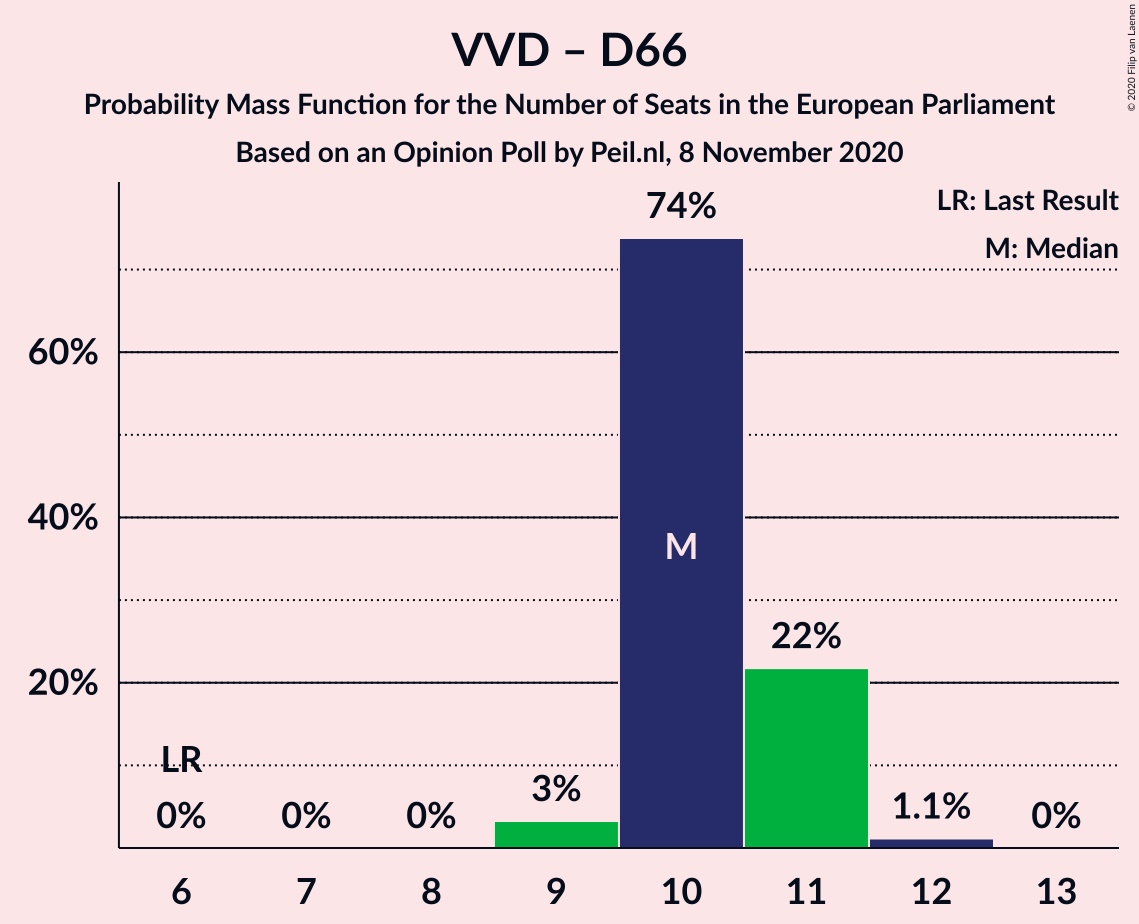 VVD – D66
Probability Mass Function for the Number of Seats in the European Parliament
Based on an Opinion Poll by Peil.nl, 8 November 2020
© 2020 Filip van Laenen
LR: Last Result
M: Median
74%
60%
40%
20%
M
22%
LR
0%
0%
0%
3%
1.1%
0%
6 7 8 9 10 11 12 13